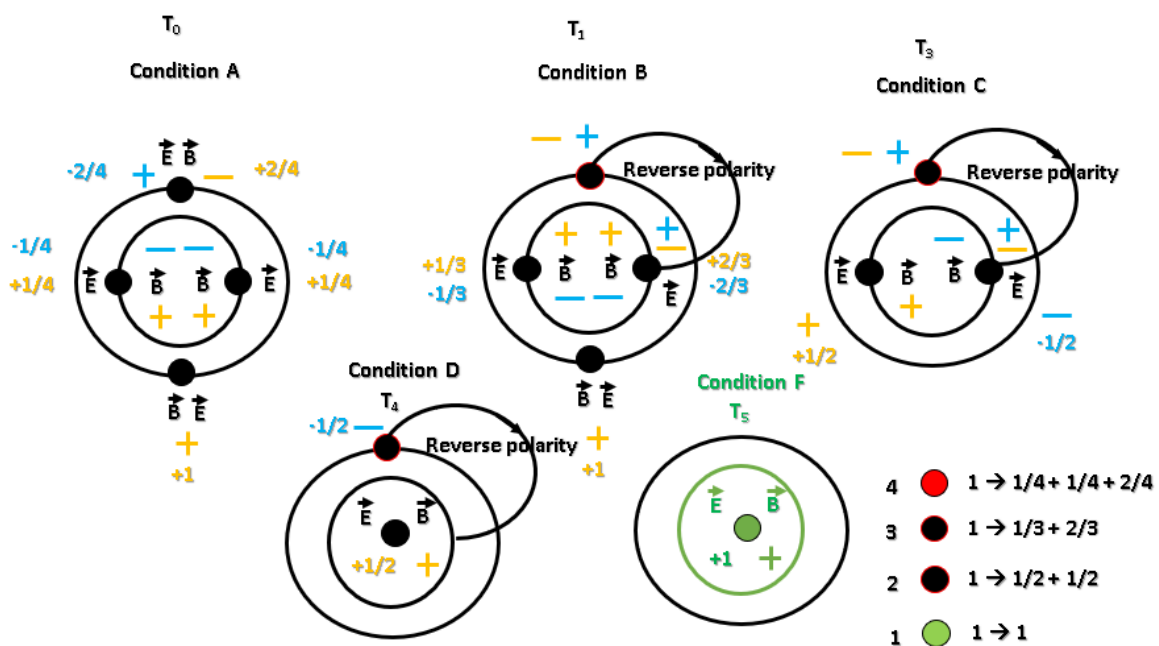 T0
Condition A
E B
-2/4 + − +2/4
-1/4 − − -1/4
+1/4 E B B E +1/4
+ +
B E
+
+1
T1
Condition B
− +
Reverse polarity
+ + +
−
+1/3 E B B +2/3
-1/3 − − E -2/3
B E
+
+1
T3
Condition C
− +
Reverse polarity
− +
−
E B B E
+
+ −
+1/2 -1/2
Condition D
T4
-1/2 −
Reverse polarity
E B
+1/2 +
Condition F
T5
E B
+1 +
4 1 → 1/4 + 1/4 + 2/4
3 1 → 1/3 + 2/3
2 1 → 1/2 + 1/2
1 1 → 1